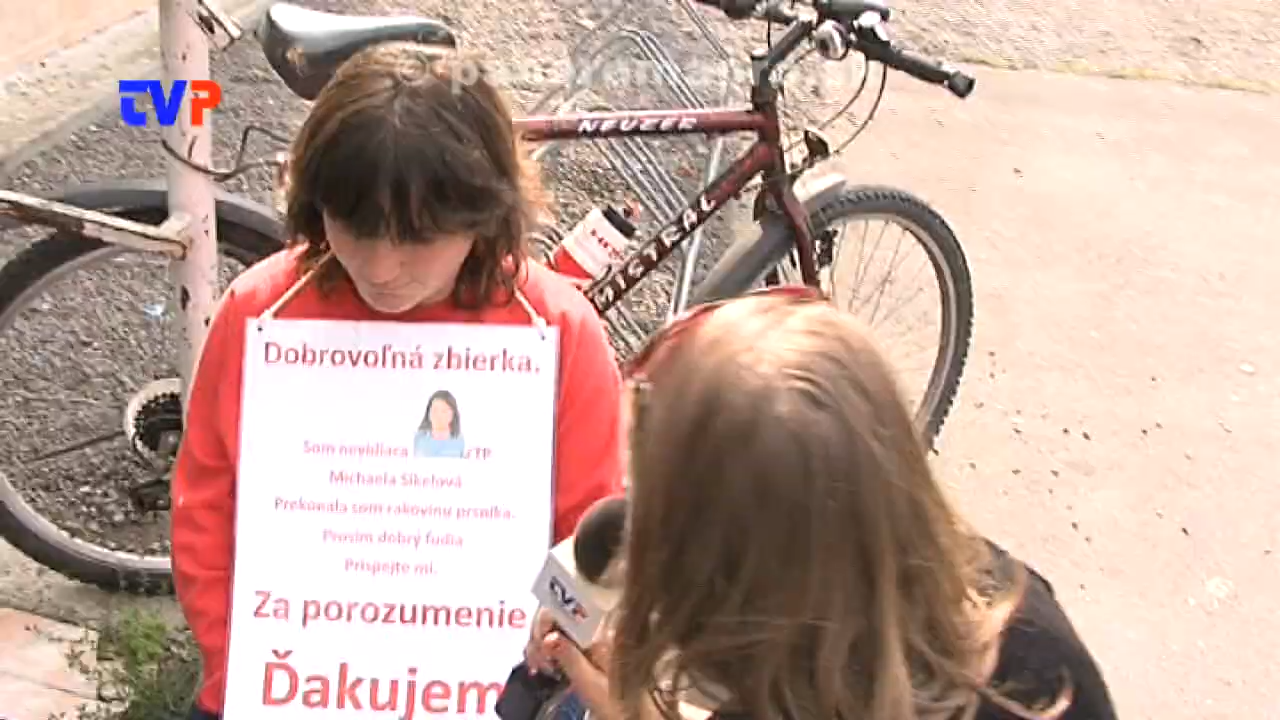 TVP
NEUZER
MISTRAL
Dobrovoľná zbierka.
Som nevidiaca ZŤP
Michaela Sikelová
Prekonala som rakovinu prsníka.
Prosím dobrý ľudia
Prispejte mi.
Za porozumenie
Ďakujem
TVP